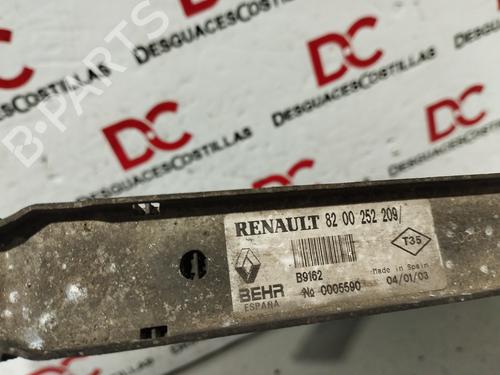 B-PARTS
DC
DESGUACESCOSTILLAS
DC
DESGUACESCOSTILLAS
DC
DESGUACESCOSTILLAS
DC
DESGUACESCOSTILLAS
RENAULT 82 00 252 209/
B9162
Made in Spain
T35
BEHR
ESPAÑA
No 0005590
04/01/03